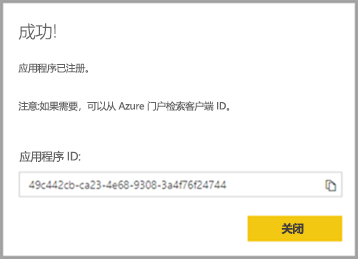 成功!
应用程序已注册。
注意:如果需要，可以从 Azure 门户检索客户端 ID。
应用程序 ID:
49c442cb-ca23-4e68-9308-3a4f76f24744
关闭